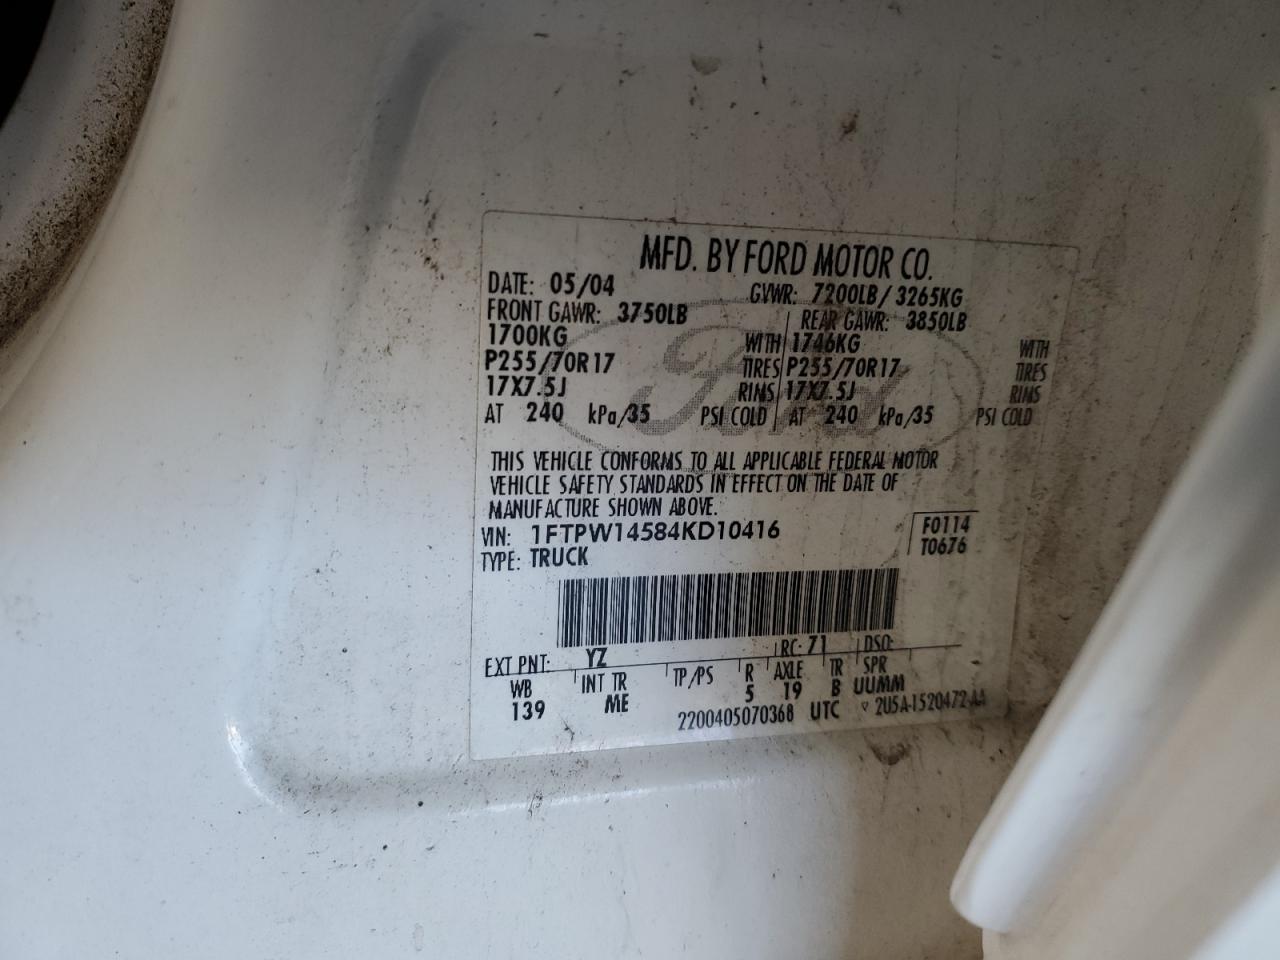 MFD. BY FORD MOTOR CO.
DATE: 05/04 GVWR: 7200LB/ 3265KG
FRONT GAWR: 3750LB REAR GAWR: 3850LB
1700KG WITH 1746KG WITH
P255/70R17 TIRES P255/70R17 TIRES
17X7.5J RIMS 17X7.5J RIMS
AT 240 kPa/35 PSI COLD AT 240 kPa/35 PSI COLD
Ford
THIS VEHICLE CONFORMS TO ALL APPLICABLE FEDERAL MOTOR
VEHICLE SAFETY STANDARDS IN EFFECT ON THE DATE OF
MANUFACTURE SHOWN ABOVE.
VIN: 1FTPW14584KD10416 F0114
TYPE: TRUCK T0676
EXT PNT: YZ RC: 71 DSO:
WB INT TR TP/PS R AXLE TR SPR
139 ME 5 19 B UUMM
2200405070368 UTC 2U5A-1520472-AA